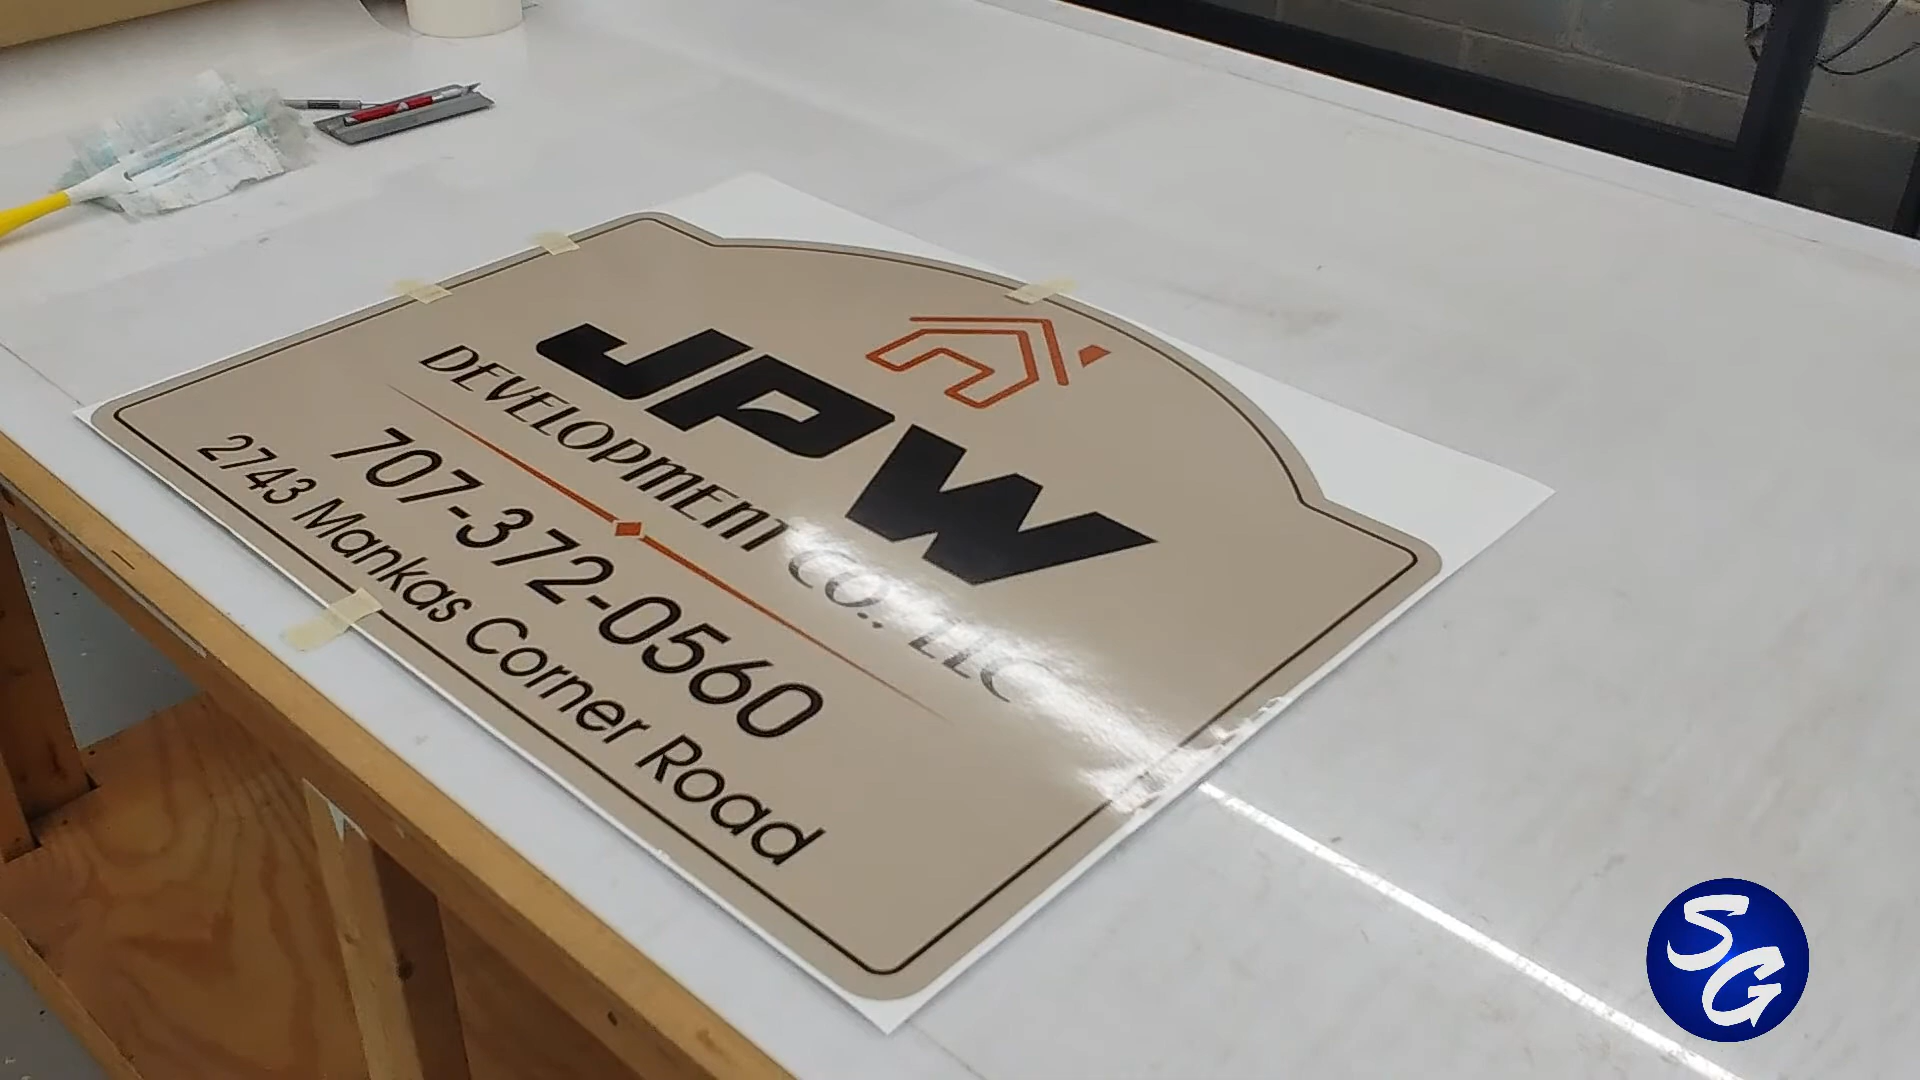 JPW
DEVELOPMENT CO., LLC
707-372-0560
2743 Mankas Corner Road
SG